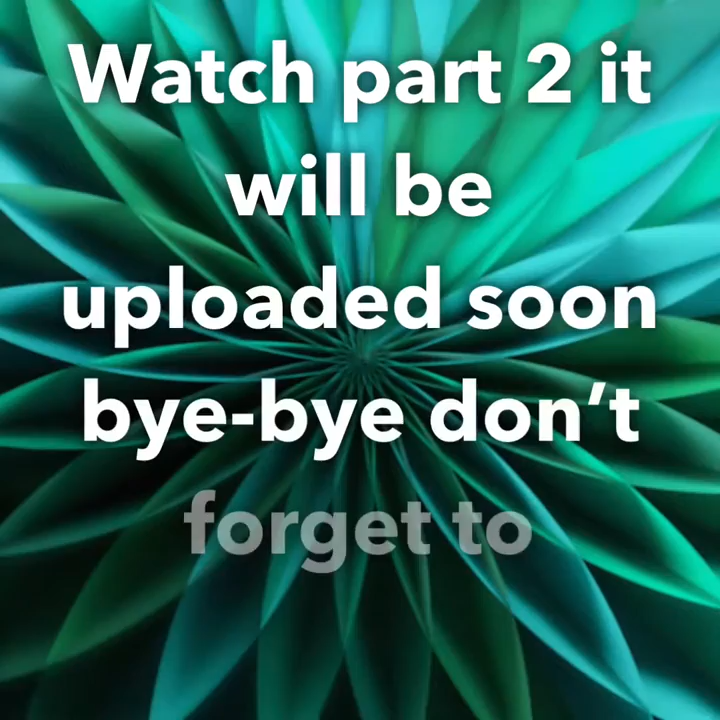 Watch part 2 it
will be
uploaded soon
bye-bye don’t
forget to